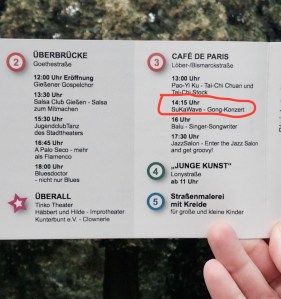 2
ÜBERBRÜCKE
Goethestraße
12:00 Uhr Eröffnung
Gießener Gospelchor
13:30 Uhr
Salsa Club Gießen - Salsa
zum Mitmachen
15:30 Uhr
JugendclubTanz
des Stadttheaters
16:45 Uhr
A Palo Seco - mehr
als Flamenco
18:00 Uhr
Bluesdoctor
- nicht nur Blues
ÜBERALL
Tinko Theater
Häbbert und Hilde - Improtheater
Kunterbunt e.V. - Clownerie
3
CAFÉ DE PARIS
Löber-/Bismarckstraße
13:00 Uhr
Pao-Yi Ku - Tai-Chi Chuan und
Tai-Chi Stock
14:15 Uhr
SuKaWave - Gong-Konzert
16 Uhr
Balu - Singer-Songwriter
17:30 Uhr
JazzSalon - Enter the Jazz Salon
and get groovy!
4
„JUNGE KUNST"
Lonystraße
ab 11 Uhr
5
Straßenmalerei
mit Kreide
für große und kleine Kinder